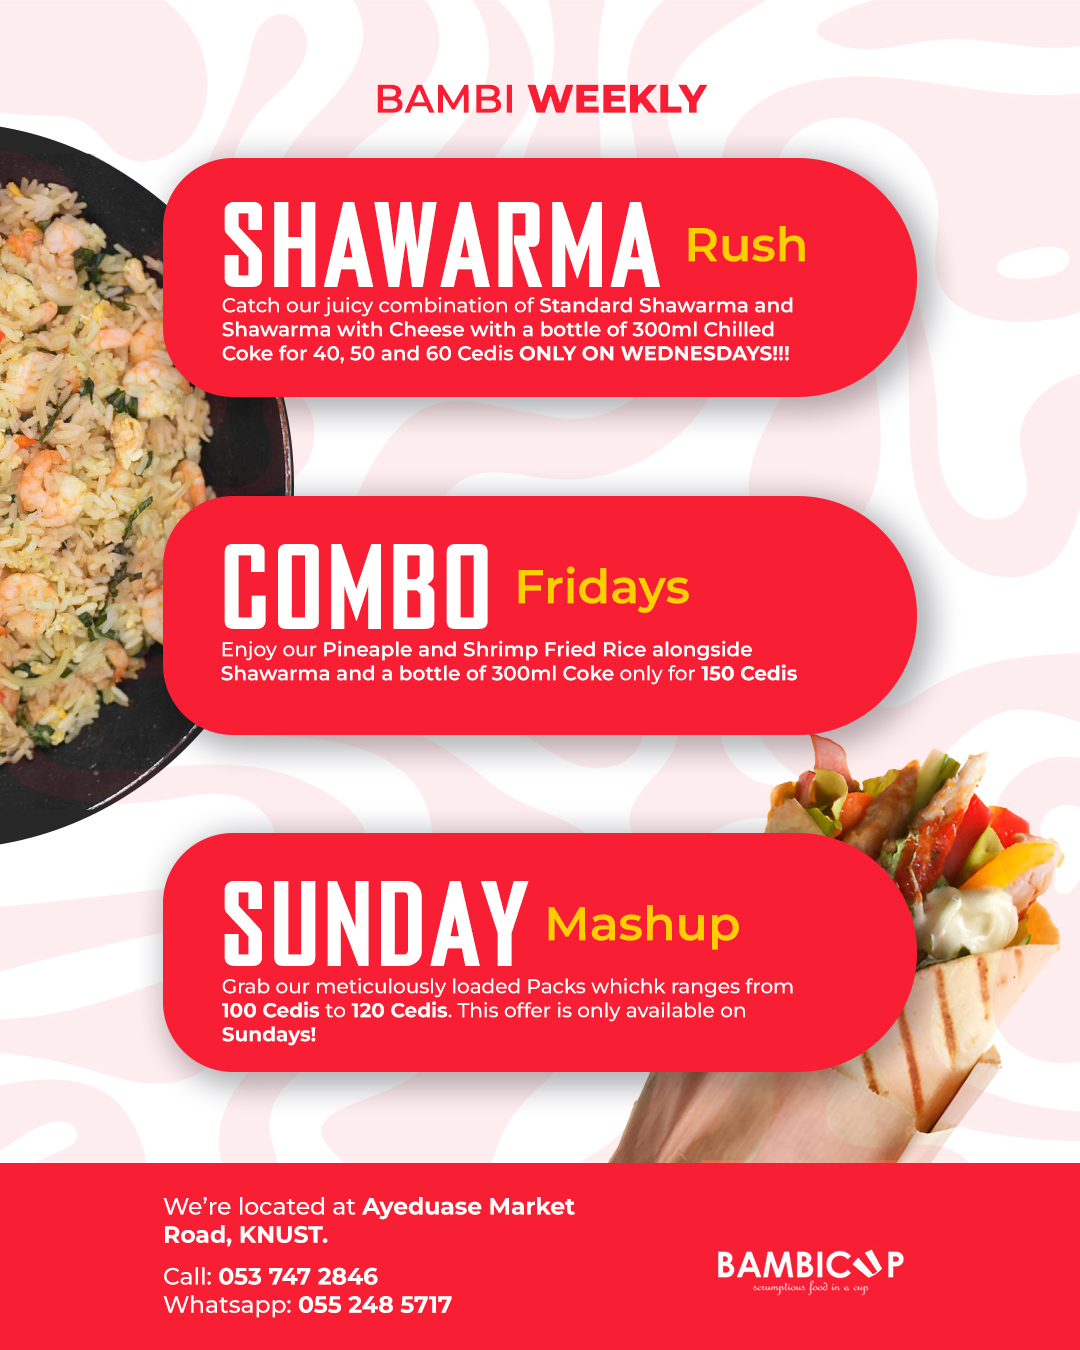 BAMBI WEEKLY
SHAWARMA Rush
Catch our juicy combination of Standard Shawarma and
Shawarma with Cheese with a bottle of 300ml Chilled
Coke for 40, 50 and 60 Cedis ONLY ON WEDNESDAYS!!!
COMBO Fridays
Enjoy our Pineaple and Shrimp Fried Rice alongside
Shawarma and a bottle of 300ml Coke only for 150 Cedis
SUNDAY Mashup
Grab our meticulously loaded Packs whichk ranges from
100 Cedis to 120 Cedis. This offer is only available on
Sundays!
We’re located at Ayeduase Market
Road, KNUST.
Call: 053 747 2846
Whatsapp: 055 248 5717
BAMBICUP
scrumptious food in a cup